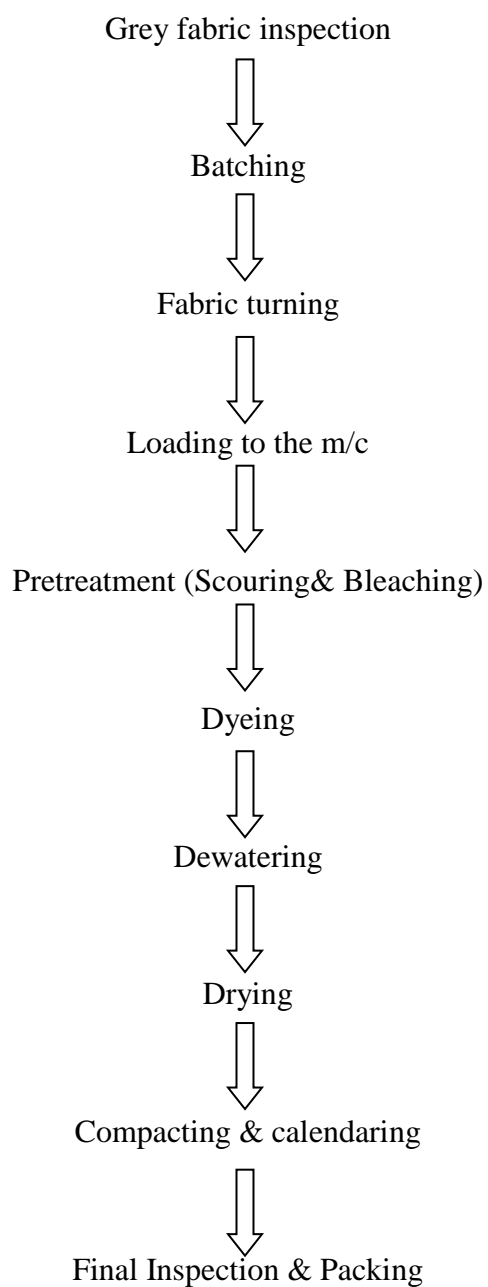 Grey fabric inspection
Batching
Fabric turning
Loading to the m/c
Pretreatment (Scouring& Bleaching)
Dyeing
Dewatering
Drying
Compacting & calendaring
Final Inspection & Packing